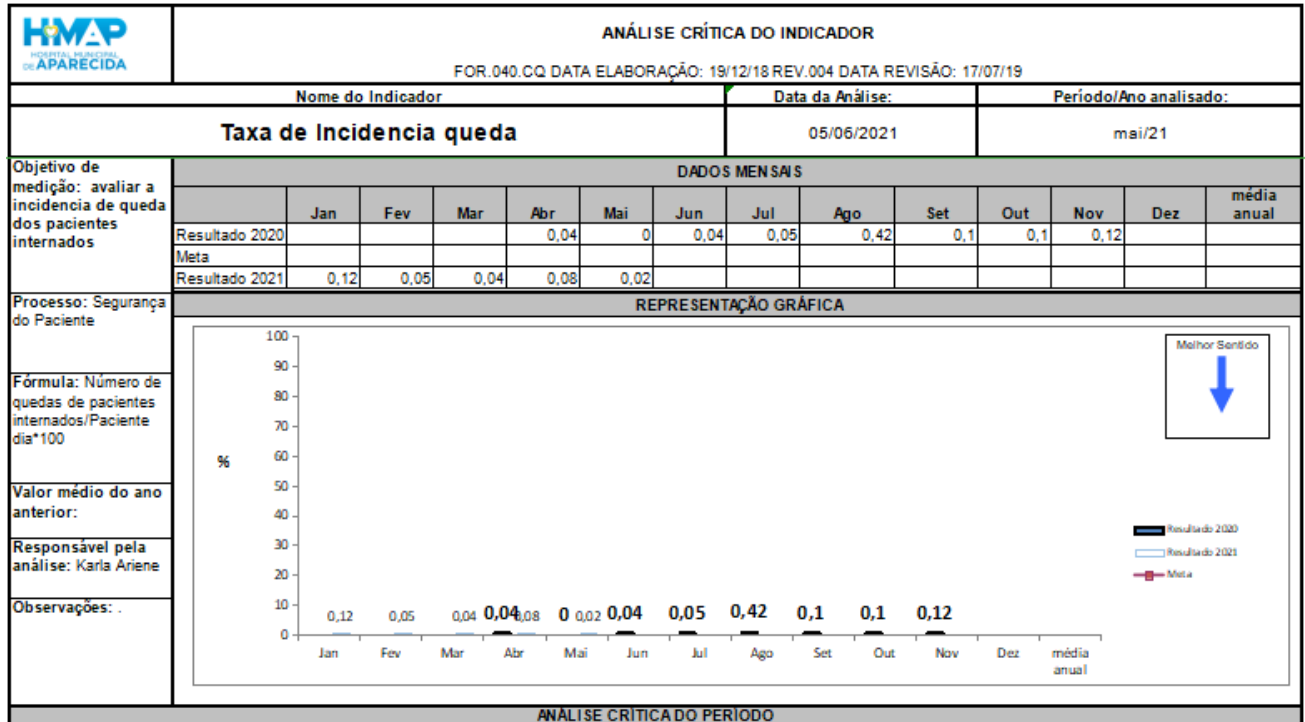 HMAP
HOSPITAL MUNICIPAL
DE APARECIDA
ANÁLISE CRÍTICA DO INDICADOR
FOR.040.CQ DATA ELABORAÇÃO: 19/12/18 REV.004 DATA REVISÃO: 17/07/19
Nome do Indicador Data da Análise: Período/Ano analisado:
Taxa de Incidencia queda 05/06/2021 mai/21
Objetivo de
medição: avaliar a
incidencia de queda
dos pacientes
internados
DADOS MENSAIS
Jan Fev Mar Abr Mai Jun Jul Ago Set Out Nov Dez média anual
Resultado 2020 0,04 0 0,04 0,05 0,42 0,1 0,1 0,12
Meta
Resultado 2021 0,12 0,05 0,04 0,08 0,02
Processo: Segurança
do Paciente
Fórmula: Número de
quedas de pacientes
internados/Paciente
dia*100
Valor médio do ano
anterior:
Responsável pela
análise: Karla Ariene
Observações: .
REPRESENTAÇÃO GRÁFICA
Melhor Sentido
%
100
90
80
70
60
50
40
30
20
10
0
0,12 0,05 0,04 0,04 0,08 0 0,02 0,04 0,05 0,42 0,1 0,1 0,12
Jan Fev Mar Abr Mai Jun Jul Ago Set Out Nov Dez média
anual
Resultado 2020
Resultado 2021
Meta
ANÁLISE CRÍTICA DO PERÍODO